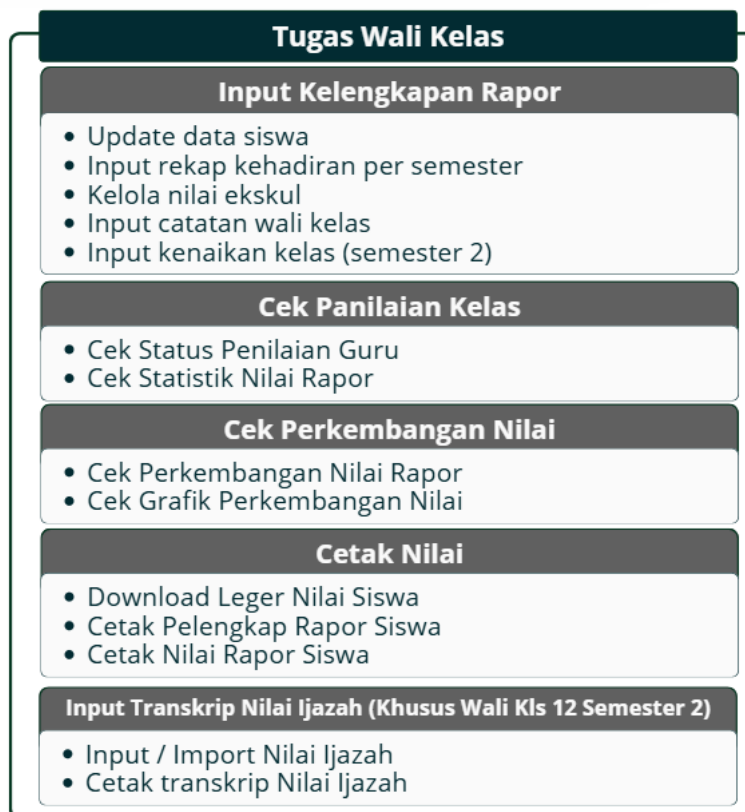 Tugas Wali Kelas
Input Kelengkapan Rapor
• Update data siswa
• Input rekap kehadiran per semester
• Kelola nilai ekskul
• Input catatan wali kelas
• Input kenaikan kelas (semester 2)
Cek Panilaian Kelas
• Cek Status Penilaian Guru
• Cek Statistik Nilai Rapor
Cek Perkembangan Nilai
• Cek Perkembangan Nilai Rapor
• Cek Grafik Perkembangan Nilai
Cetak Nilai
• Download Leger Nilai Siswa
• Cetak Pelengkap Rapor Siswa
• Cetak Nilai Rapor Siswa
Input Transkrip Nilai Ijazah (Khusus Wali Kls 12 Semester 2)
• Input / Import Nilai Ijazah
• Cetak transkrip Nilai Ijazah